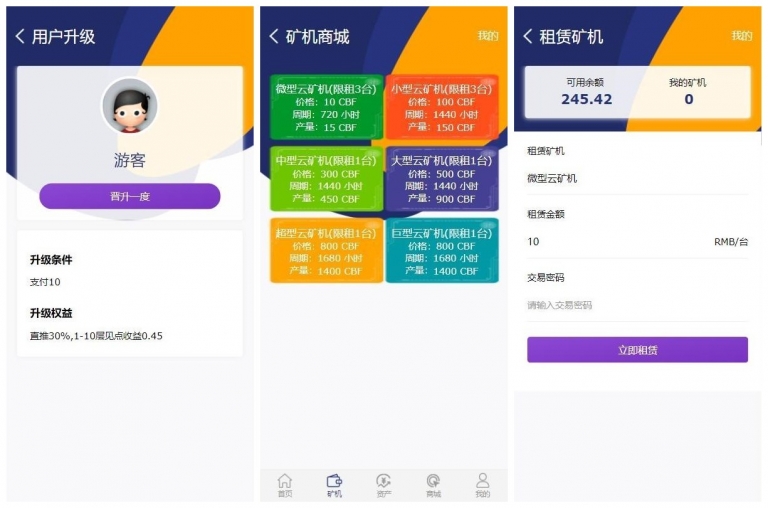 用户升级
游客
晋升一度
升级条件
支付10
升级权益
直推30%,1-10层见点收益0.45
矿机商城
我的
微型云矿机(限租3台)
价格: 10 CBF
周期: 720 小时
产量: 15 CBF
小型云矿机(限租3台)
价格: 100 CBF
周期: 1440 小时
产量: 150 CBF
中型云矿机(限租1台)
价格: 300 CBF
周期: 1440 小时
产量: 450 CBF
大型云矿机(限租1台)
价格: 500 CBF
周期: 1440 小时
产量: 900 CBF
超型云矿机(限租1台)
价格: 800 CBF
周期: 1680 小时
产量: 1400 CBF
巨型云矿机(限租1台)
价格: 800 CBF
周期: 1680 小时
产量: 1400 CBF
首页
矿机
资产
商城
我的
租赁矿机
我的
可用余额
245.42
我的矿机
0
租赁矿机
微型云矿机
租赁金额
10 RMB/台
交易密码
请输入交易密码
立即租赁